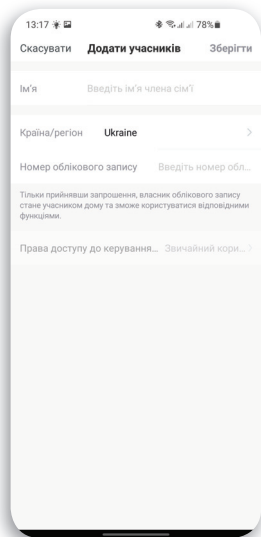 13:17 78%
Скасувати Додати учасників Зберігти
Ім'я Введіть ім'я члена сім'ї
Країна/регіон Ukraine
Номер облікового запису Введіть номер обл...
Тільки прийнявши запрошення, власник облікового запису
стане учасником дому та зможе користуватися відповідними
функціями.
Права доступу до керування... Звичайний кори...